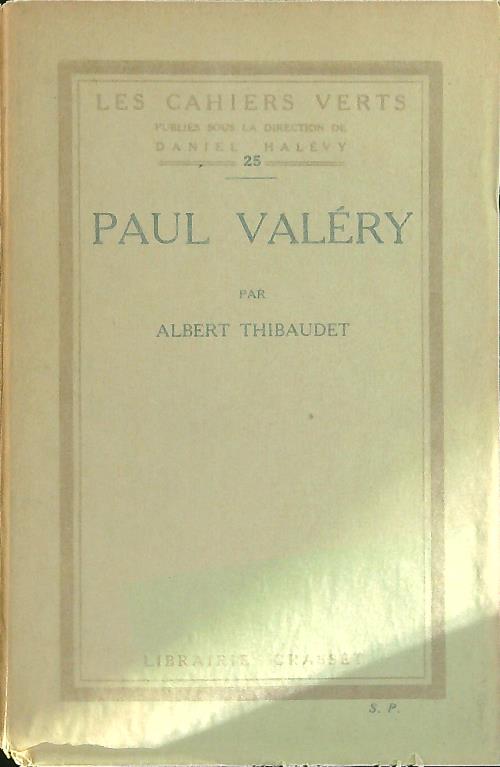 LES CAHIERS VERTS
PUBLIÉS SOUS LA DIRECTION DE
DANIEL HALÉVY
25
PAUL VALÉRY
PAR
ALBERT THIBAUDET
LIBRAIRIE GRASSET
S. P.